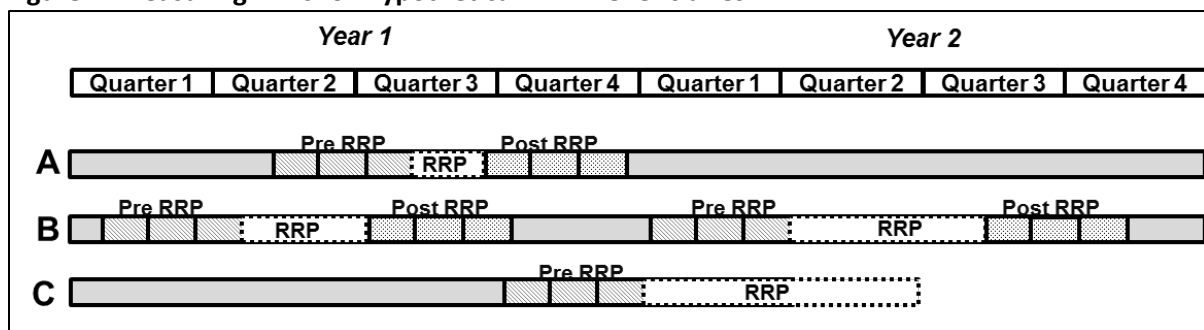 Year 1 Year 2
Quarter 1 Quarter 2 Quarter 3 Quarter 4 Quarter 1 Quarter 2 Quarter 3 Quarter 4
Pre RRP Post RRP
A RRP
Pre RRP Post RRP Pre RRP Post RRP
B RRP RRP
Pre RRP
C RRP